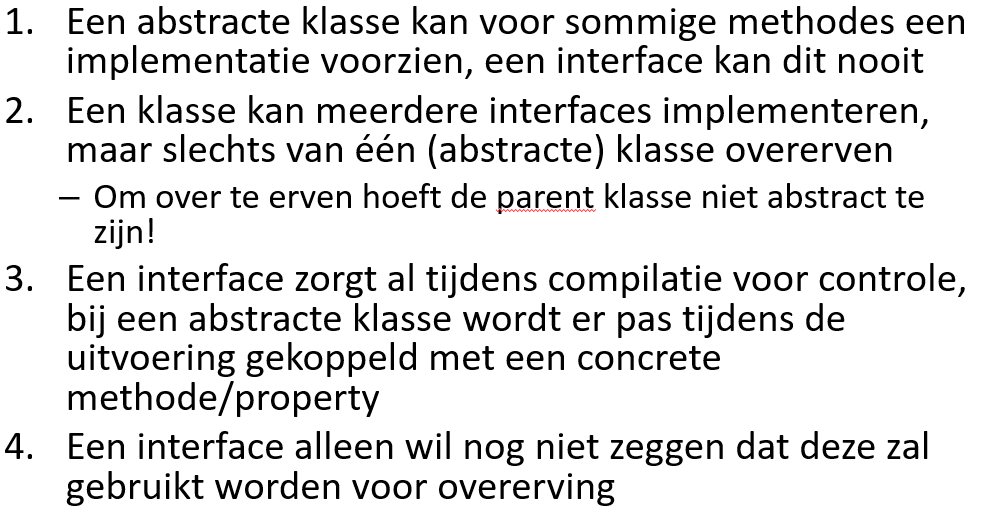 1. Een abstracte klasse kan voor sommige methodes een
implementatie voorzien, een interface kan dit nooit
2. Een klasse kan meerdere interfaces implementeren,
maar slechts van één (abstracte) klasse overerven
– Om over te erven hoeft de parent klasse niet abstract te
zijn!
3. Een interface zorgt al tijdens compilatie voor controle,
bij een abstracte klasse wordt er pas tijdens de
uitvoering gekoppeld met een concrete
methode/property
4. Een interface alleen wil nog niet zeggen dat deze zal
gebruikt worden voor overerving